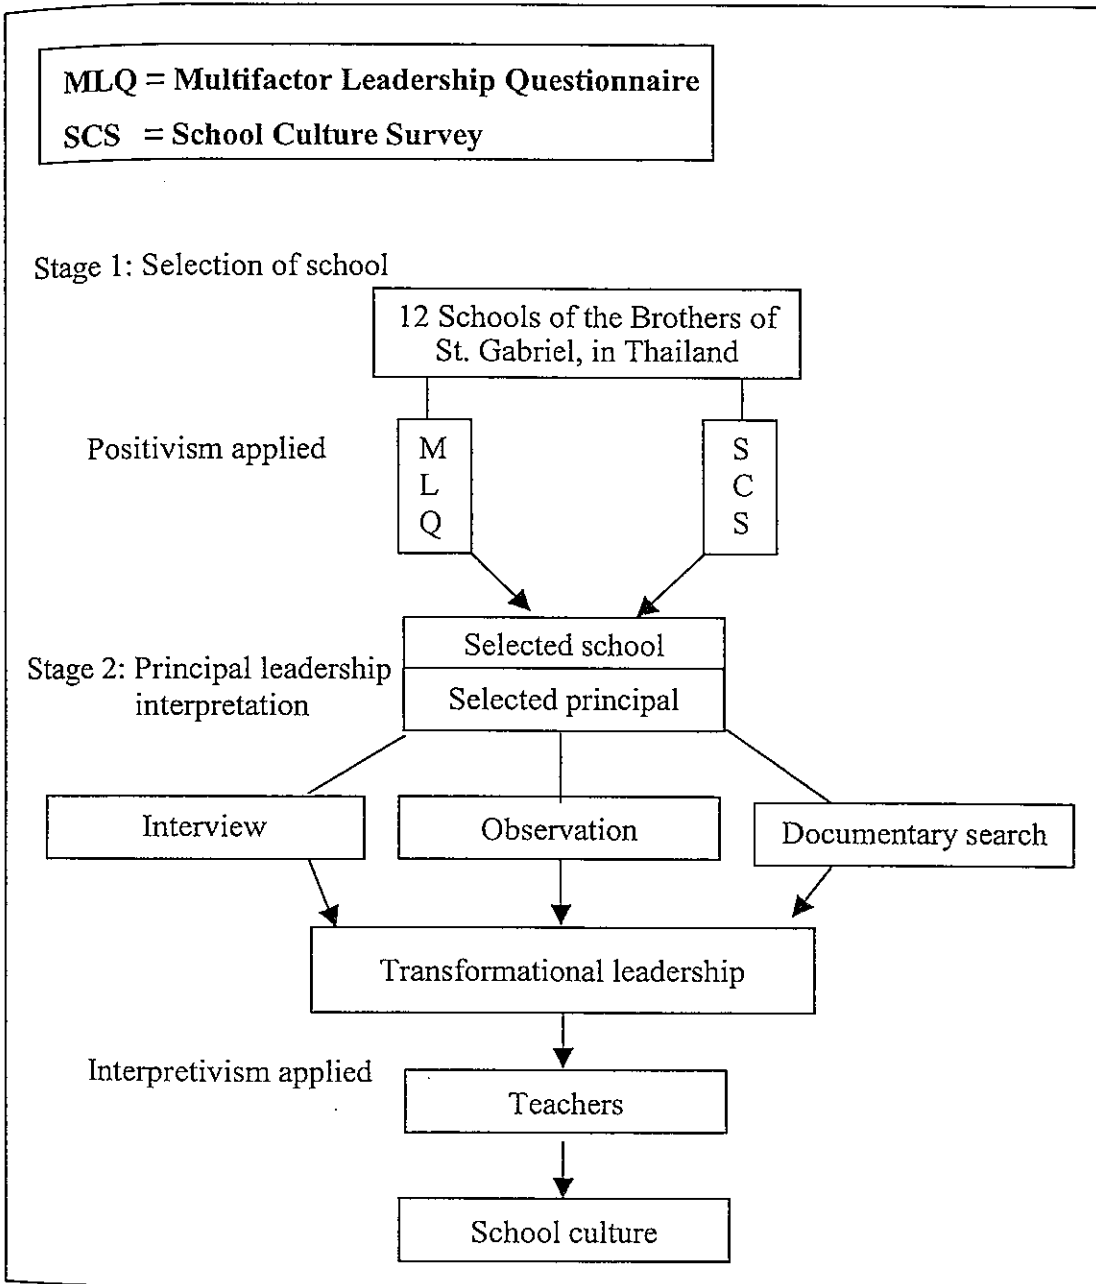 MLQ = Multifactor Leadership Questionnaire
SCS = School Culture Survey
Stage 1: Selection of school
12 Schools of the Brothers of
St. Gabriel, in Thailand
Positivism applied
M
L
Q
S
C
S
Selected school
Stage 2: Principal leadership
interpretation
Selected principal
Interview
Observation
Documentary search
Transformational leadership
Interpretivism applied
Teachers
School culture